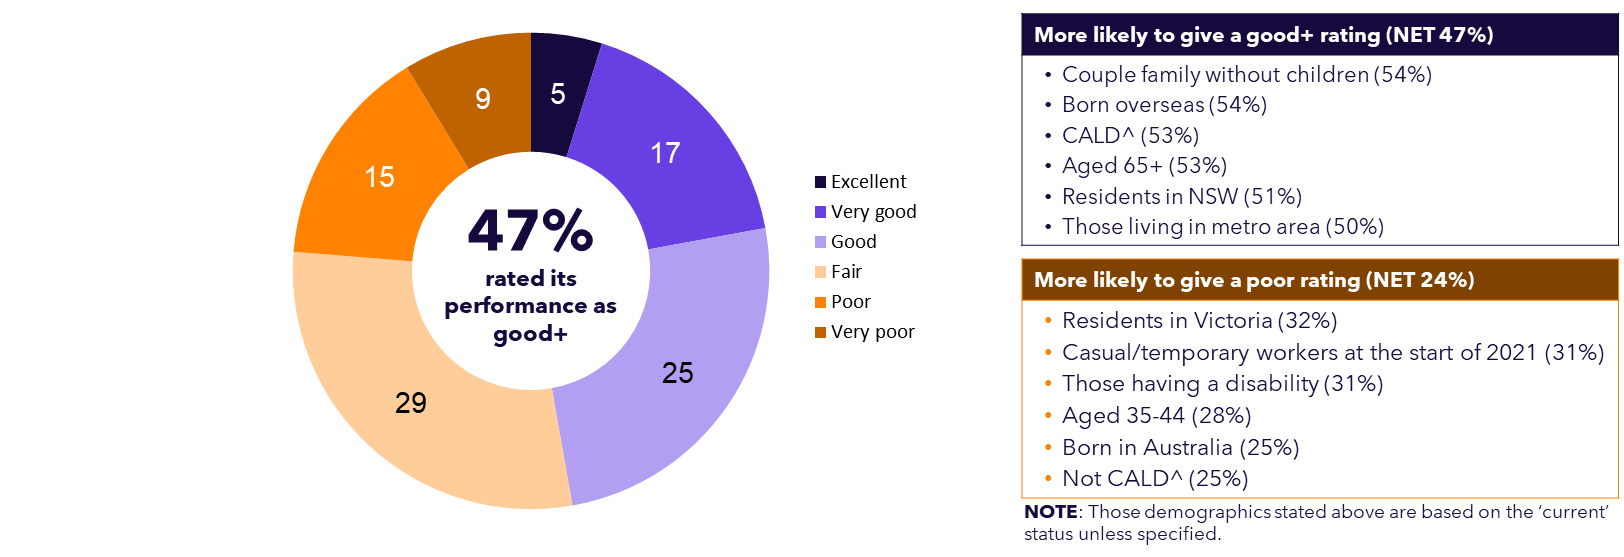 9
5
17
15
25
29
47%
rated its
performance as
good+
Excellent
Very good
Good
Fair
Poor
Very poor
More likely to give a good+ rating (NET 47%)
• Couple family without children (54%)
• Born overseas (54%)
• CALD^ (53%)
• Aged 65+ (53%)
• Residents in NSW (51%)
• Those living in metro area (50%)
More likely to give a poor rating (NET 24%)
• Residents in Victoria (32%)
• Casual/temporary workers at the start of 2021 (31%)
• Those having a disability (31%)
• Aged 35-44 (28%)
• Born in Australia (25%)
• Not CALD^ (25%)
NOTE: Those demographics stated above are based on the ‘current’
status unless specified.